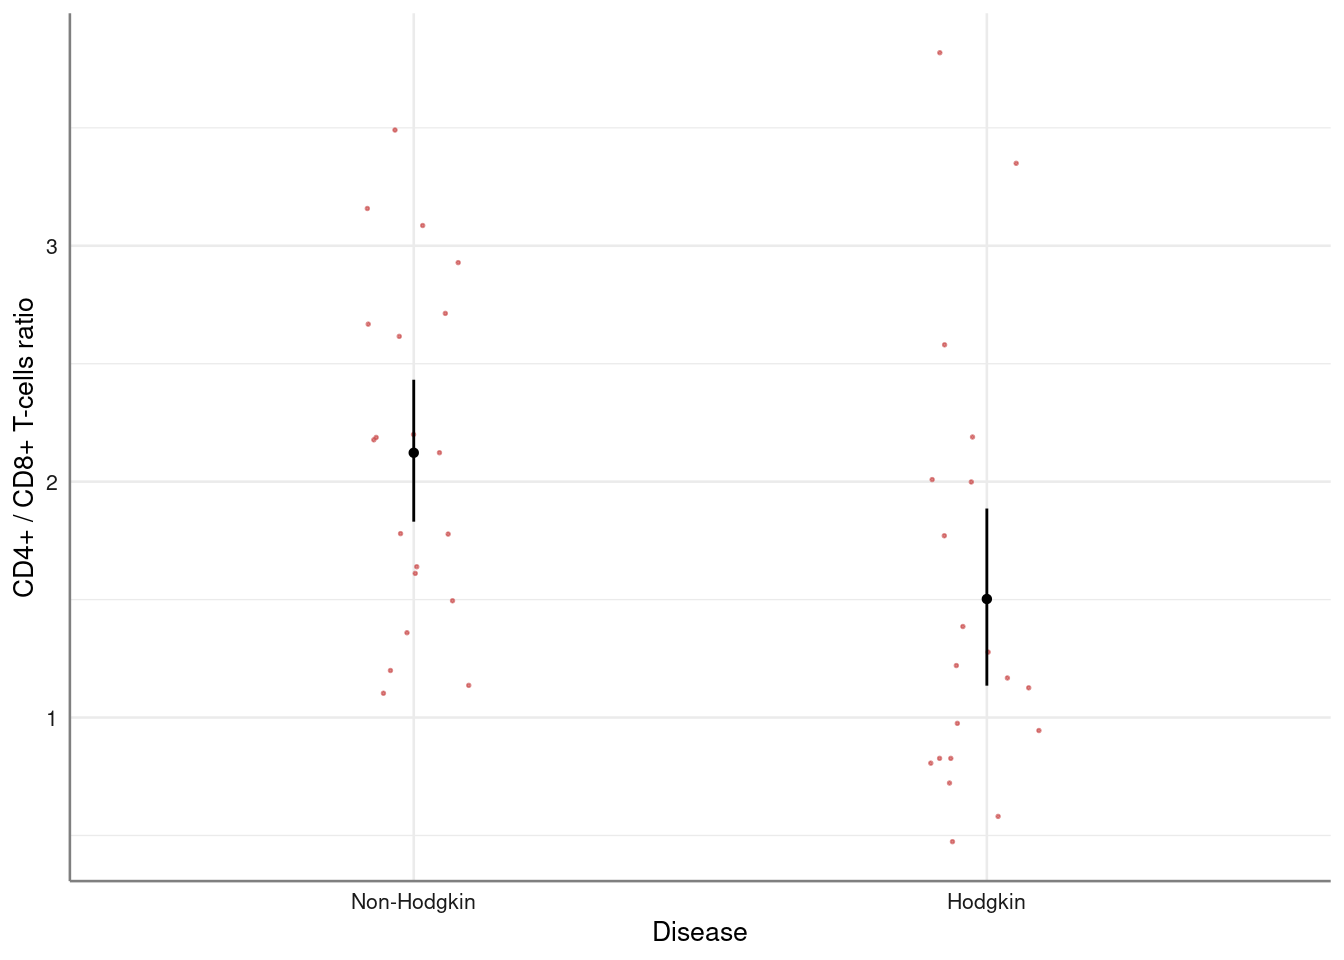 CD4+ / CD8+ T-cells ratio
3
2
1
Non-Hodgkin
Hodgkin
Disease